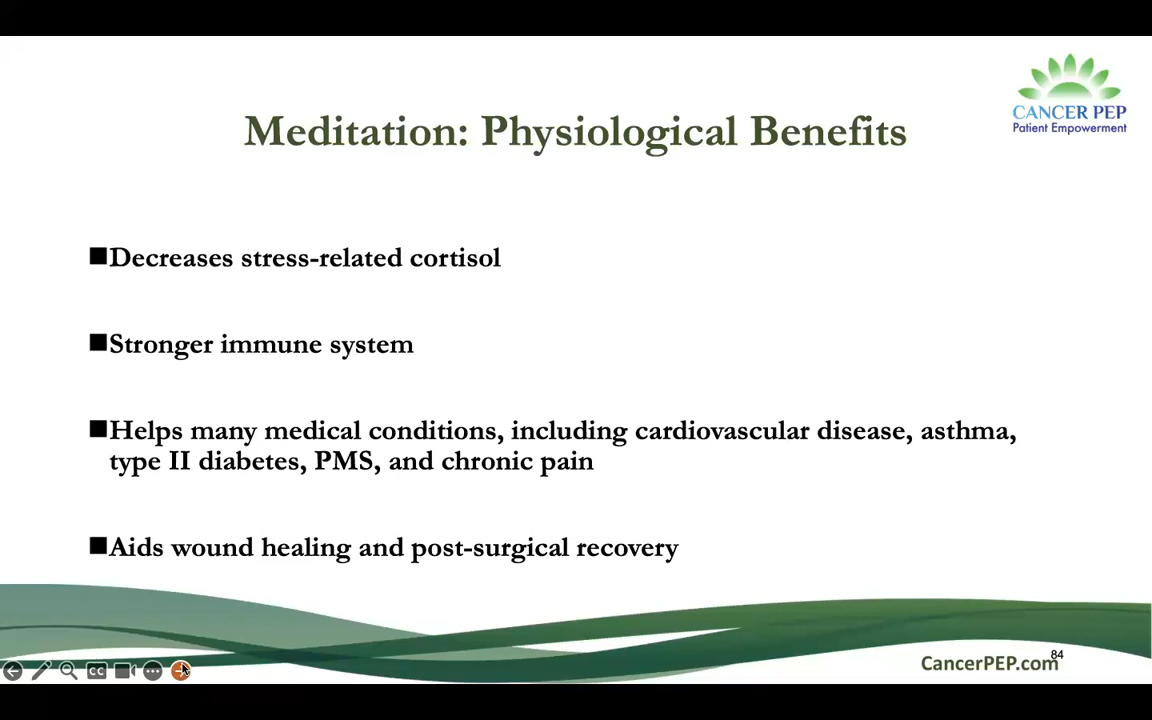 CANCER PEP
Patient Empowerment
Meditation: Physiological Benefits
■Decreases stress-related cortisol
■Stronger immune system
■Helps many medical conditions, including cardiovascular disease, asthma,
type II diabetes, PMS, and chronic pain
■Aids wound healing and post-surgical recovery
CC
CancerPEP.com
84